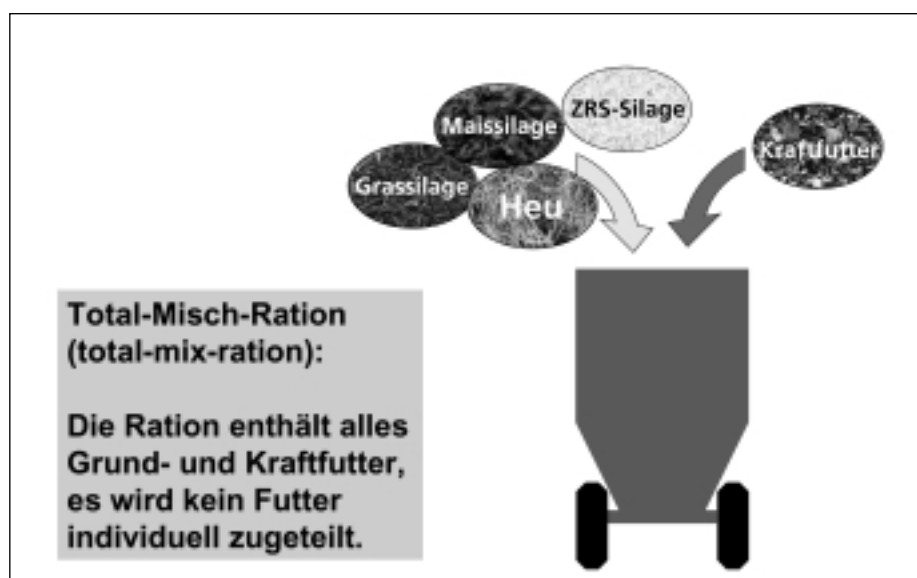 ZRS-Silage
Maissilage
Kraftfutter
Grassilage
Heu
Total-Misch-Ration
(total-mix-ration):
Die Ration enthält alles
Grund- und Kraftfutter,
es wird kein Futter
individuell zugeteilt.